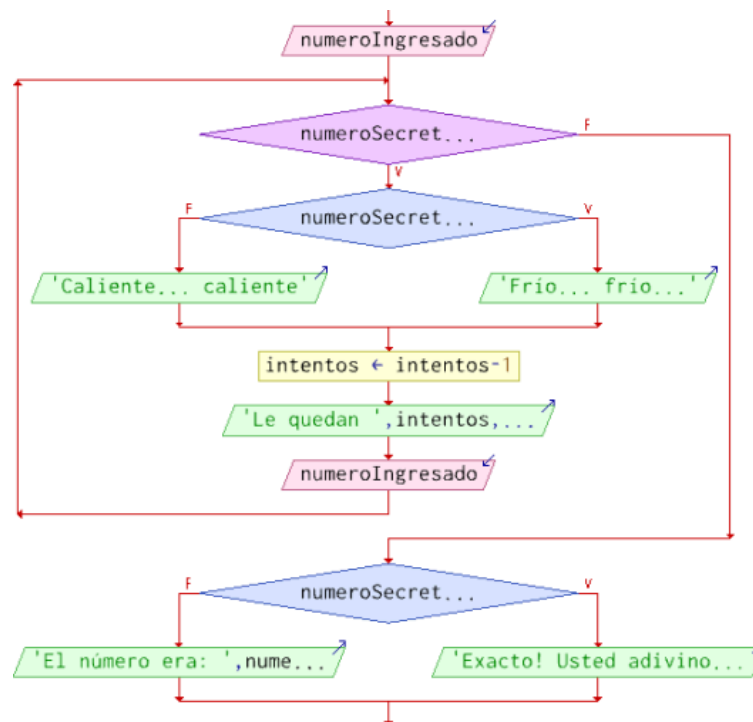 numeroIngresado
numeroSecret...
F
V
numeroSecret...
F
V
'Caliente... caliente'
'Frío... frio...'
intentos ← intentos-1
'Le quedan ',intentos,...
numeroIngresado
numeroSecret...
F
V
'El número era: ',nume...
'Exacto! Usted adivino...